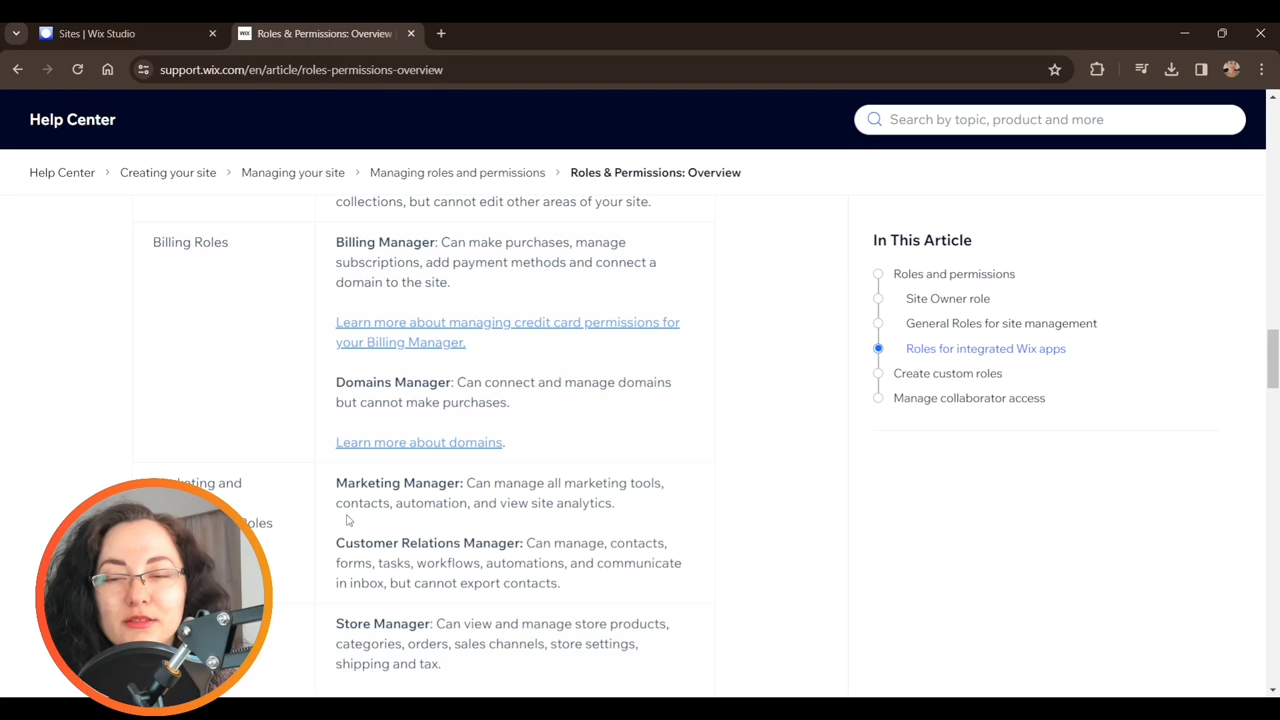 Sites | Wix Studio
WIX Roles & Permissions: Overview
support.wix.com/en/article/roles-permissions-overview
Help Center
Search by topic, product and more
Help Center > Creating your site > Managing your site > Managing roles and permissions > Roles & Permissions: Overview
collections, but cannot edit other areas of your site.
Billing Roles
Billing Manager: Can make purchases, manage
subscriptions, add payment methods and connect a
domain to the site.
Learn more about managing credit card permissions for
your Billing Manager.
Domains Manager: Can connect and manage domains
but cannot make purchases.
Learn more about domains.
and
Roles
Marketing Manager: Can manage all marketing tools,
contacts, automation, and view site analytics.
Customer Relations Manager: Can manage, contacts,
forms, tasks, workflows, automations, and communicate
in inbox, but cannot export contacts.
Store Manager: Can view and manage store products,
categories, orders, sales channels, store settings,
shipping and tax.
In This Article
Roles and permissions
Site Owner role
General Roles for site management
Roles for integrated Wix apps
Create custom roles
Manage collaborator access